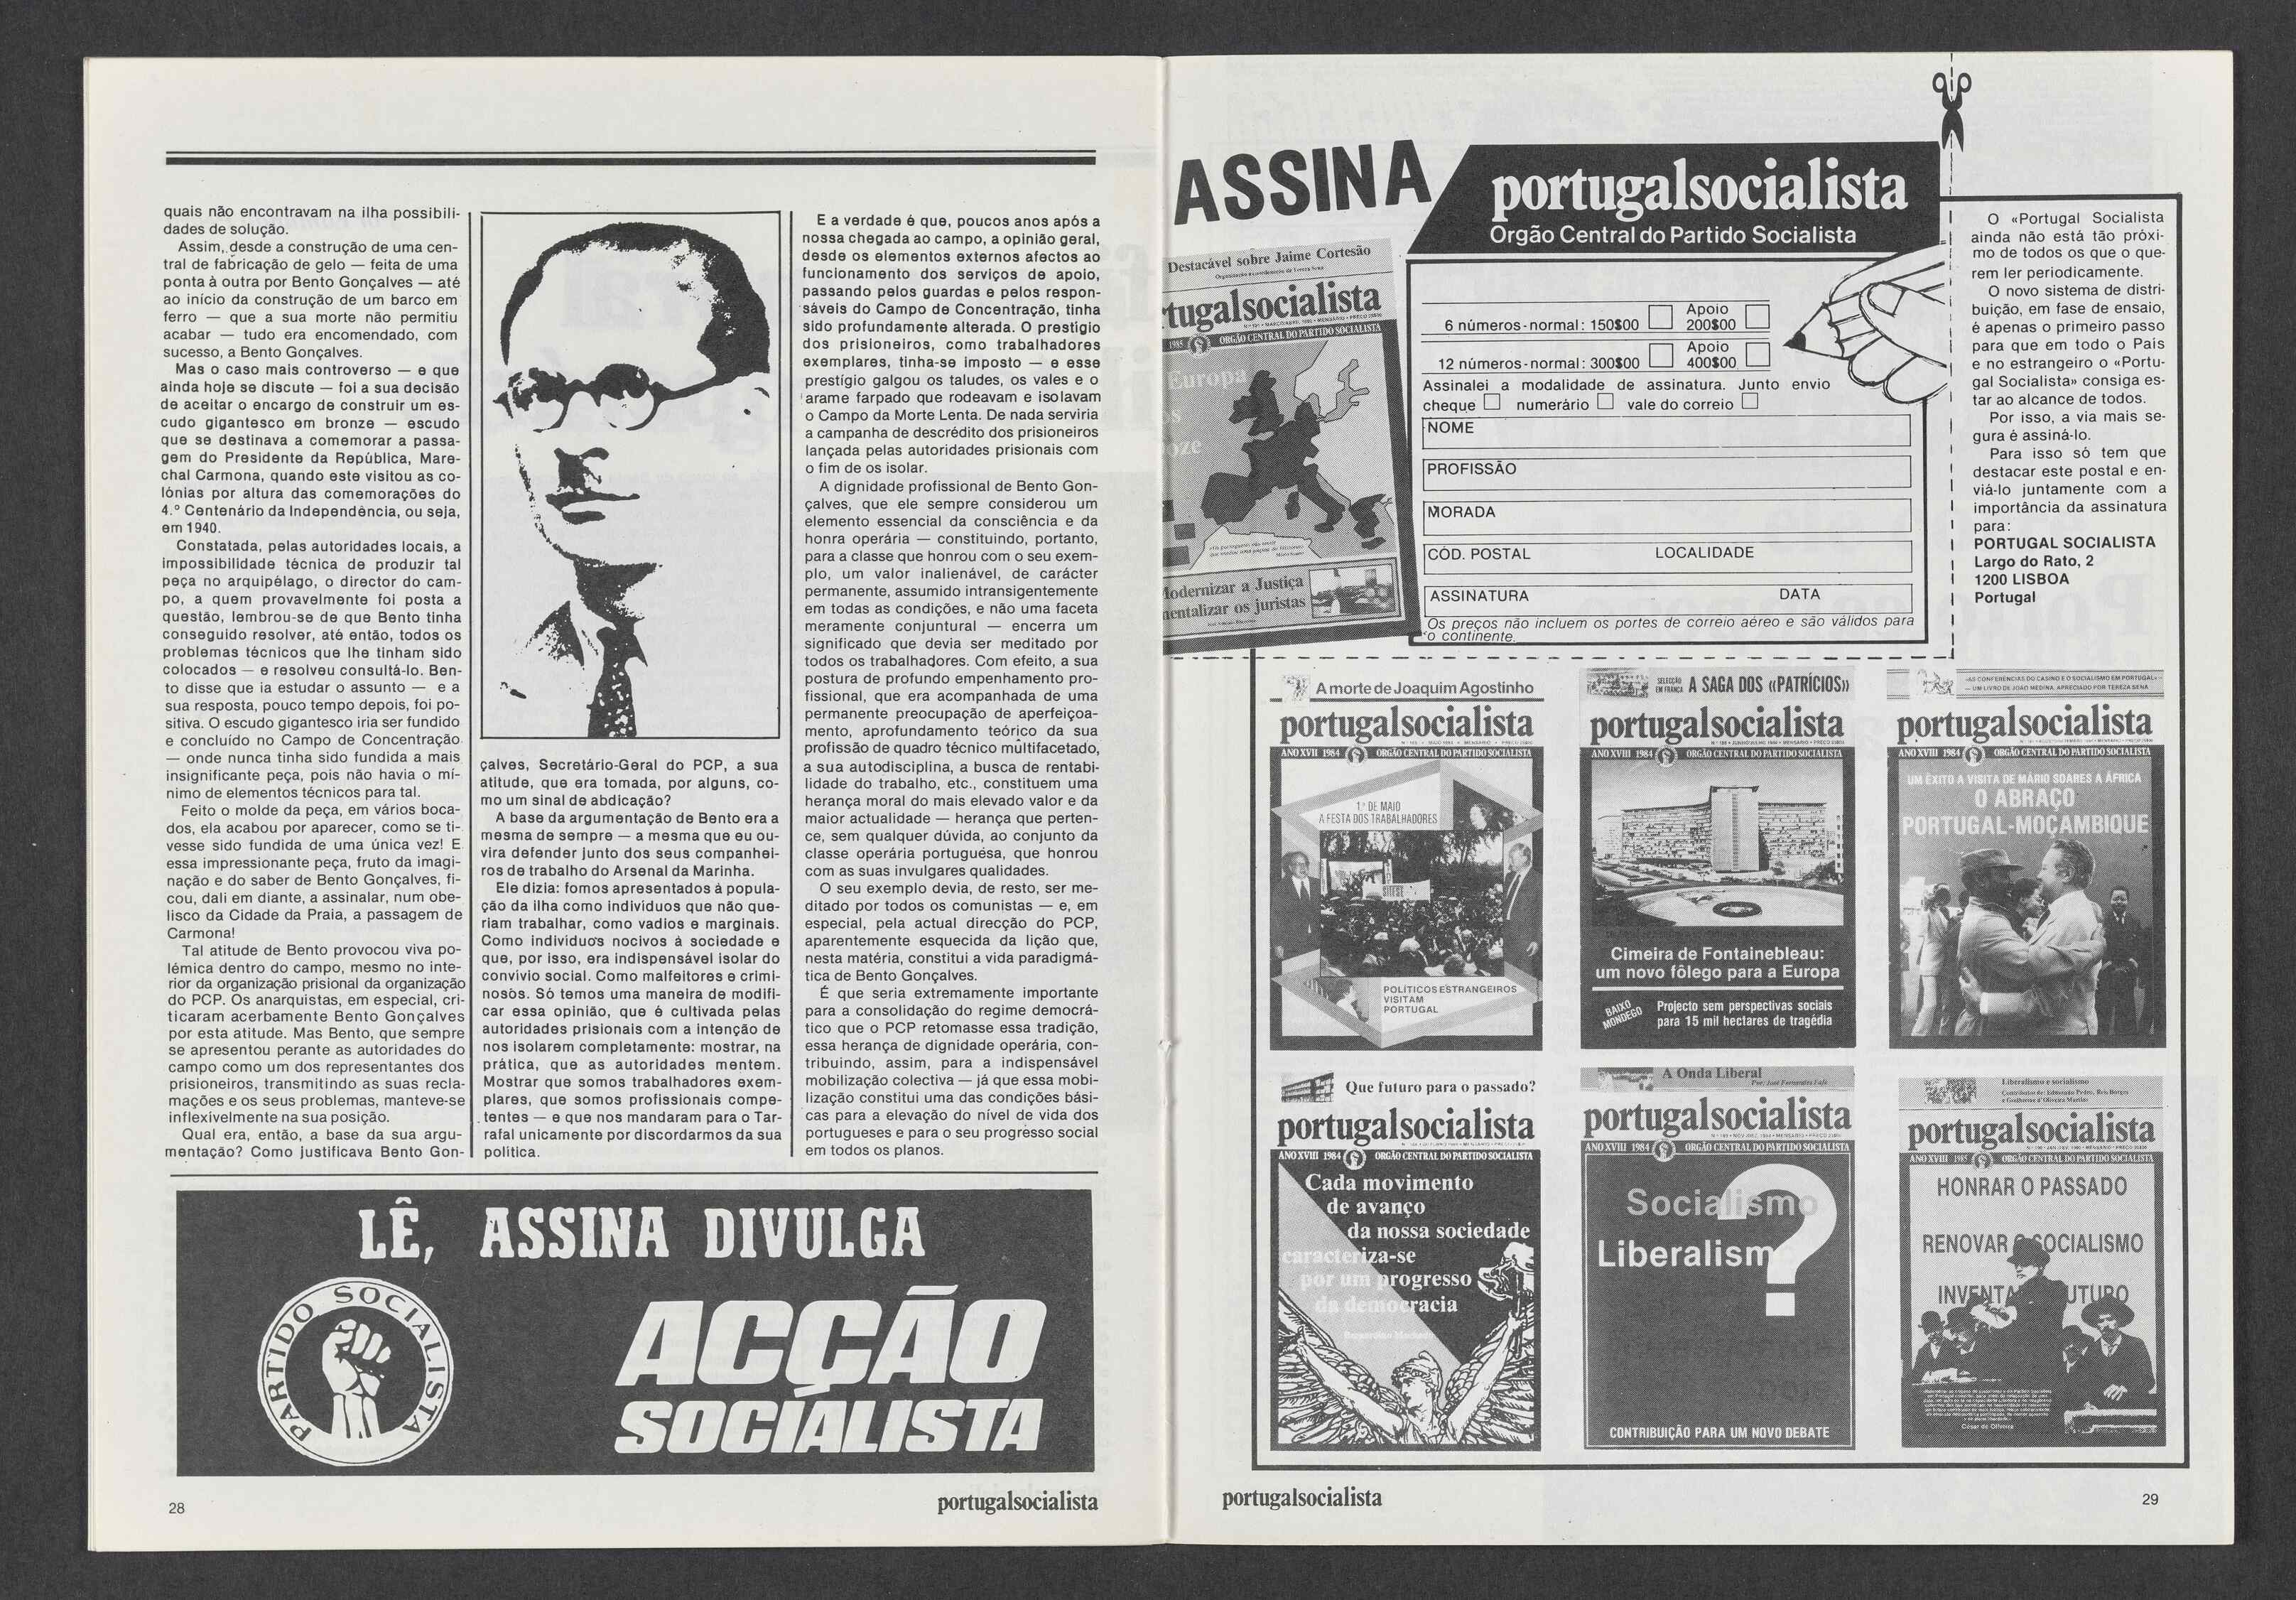 quais não encontravam na ilha possibili-
dades de solução.
Assim, desde a construção de uma cen-
tral de fabricação de gelo — feita de uma
ponta à outra por Bento Gonçalves — até
ao início da construção de um barco em
ferro — que a sua morte não permitiu
acabar — tudo era encomendado, com
sucesso, a Bento Gonçalves.
Mas o caso mais controverso — e que
ainda hoje se discute — foi a sua decisão
de aceitar o encargo de construir um es-
cudo gigantesco em bronze — escudo
que se destinava a comemorar a passa-
gem do Presidente da República, Mare-
chal Carmona, quando este visitou as co-
lónias por altura das comemorações do
4.º Centenário da Independência, ou seja,
em 1940.
Constatada, pelas autoridades locais, a
impossibilidade técnica de produzir tal
peça no arquipélago, o director do cam-
po, a quem provavelmente foi posta a
questão, lembrou-se de que Bento tinha
conseguido resolver, até então, todos os
problemas técnicos que lhe tinham sido
colocados — e resolveu consultá-lo. Ben-
to disse que ia estudar o assunto — e a
sua resposta, pouco tempo depois, foi po-
sitiva. O escudo gigantesco iria ser fundido
e concluído no Campo de Concentração
— onde nunca tinha sido fundida a mais
insignificante peça, pois não havia o mí-
nimo de elementos técnicos para tal.
Feito o molde da peça, em vários boca-
dos, ela acabou por aparecer, como se ti-
vesse sido fundida de uma única vez! E
essa impressionante peça, fruto da imagi-
nação e do saber de Bento Gonçalves, fi-
cou, dali em diante, a assinalar, num obe-
lisco da Cidade da Praia, a passagem de
Carmona!
Tal atitude de Bento provocou viva po-
lémica dentro do campo, mesmo no inte-
rior da organização prisional da organização
do PCP. Os anarquistas, em especial, cri-
ticaram acerbamente Bento Gonçalves
por esta atitude. Mas Bento, que sempre
se apresentou perante as autoridades do
campo como um dos representantes dos
prisioneiros, transmitindo as suas recla-
mações e os seus problemas, manteve-se
inflexivelmente na sua posição.
Qual era, então, a base da sua argu-
mentação? Como justificava Bento Gon-
çalves, Secretário-Geral do PCP, a sua
atitude, que era tomada, por alguns, co-
mo um sinal de abdicação?
A base da argumentação de Bento era a
mesma de sempre — a mesma que eu ou-
vira defender junto dos seus companhei-
ros de trabalho do Arsenal da Marinha.
Ele dizia: fomos apresentados à popula-
ção da ilha como indivíduos que não que-
riam trabalhar, como vadios e marginais.
Como indivíduos nocivos à sociedade e
que, por isso, era indispensável isolar do
convívio social. Como malfeitores e crimi-
nosos. Só temos uma maneira de modifi-
car essa opinião, que é cultivada pelas
autoridades prisionais com a intenção de
nos isolarem completamente: mostrar, na
prática, que as autoridades mentem.
Mostrar que somos trabalhadores exem-
plares, que somos profissionais compe-
tentes — e que nos mandaram para o Tar-
rafal unicamente por discordarmos da sua
política.
E a verdade é que, poucos anos após a
nossa chegada ao campo, a opinião geral,
desde os elementos externos afectos ao
funcionamento dos serviços de apoio,
passando pelos guardas e pelos respon-
sáveis do Campo de Concentração, tinha
sido profundamente alterada. O prestígio
dos prisioneiros, como trabalhadores
exemplares, tinha-se imposto — e esse
prestígio galgou os taludes, os vales e o
arame farpado que rodeavam e isolavam
o Campo da Morte Lenta. De nada serviria
a campanha de descrédito dos prisioneiros
lançada pelas autoridades prisionais com
o fim de os isolar.
A dignidade profissional de Bento Gon-
çalves, que ele sempre considerou um
elemento essencial da consciência e da
honra operária — constituindo, portanto,
para a classe que honrou com o seu exem-
plo, um valor inalienável, de carácter
permanente, assumido intransigentemente
em todas as condições, e não uma faceta
meramente conjuntural — encerra um
significado que devia ser meditado por
todos os trabalhadores. Com efeito, a sua
postura de profundo empenhamento pro-
fissional, que era acompanhada de uma
permanente preocupação de aperfeiçoa-
mento, aprofundamento teórico da sua
profissão de quadro técnico multifacetado,
a sua autodisciplina, a busca de rentabi-
lidade do trabalho, etc., constituem uma
herança moral do mais elevado valor e da
maior actualidade — herança que perten-
ce, sem qualquer dúvida, ao conjunto da
classe operária portuguésa, que honrou
com as suas invulgares qualidades.
O seu exemplo devia, de resto, ser me-
ditado por todos os comunistas — e, em
especial, pela actual direcção do PCP,
aparentemente esquecida da lição que,
nesta matéria, constitui a vida paradigmá-
tica de Bento Gonçalves.
É que seria extremamente importante
para a consolidação do regime democrá-
tico que o PCP retomasse essa tradição,
essa herança de dignidade operária, con-
tribuindo, assim, para a indispensável
mobilização colectiva — já que essa mobi-
lização constitui uma das condições bási-
cas para a elevação do nível de vida dos
portugueses e para o seu progresso social
em todos os planos.
LÊ, ASSINA DIVULGA
PARTIDO SOCIALISTA
ACÇÃO
SOCIALISTA
28
portugalsocialista
ASSINA
portugalsocialista
Orgão Central do Partido Socialista
6 números-normal: 150$00
Apoio
200$00
12 números-normal: 300$00
Apoio
400$00
Assinalei a modalidade de assinatura. Junto envio
cheque numerário vale do correio
NOME
PROFISSÃO
MORADA
CÓD. POSTAL LOCALIDADE
ASSINATURA DATA
Os preços não incluem os portes de correio aéreo e são válidos para
o continente.
O «Portugal Socialista
ainda não está tão próxi-
mo de todos os que o que-
rem ler periodicamente.
O novo sistema de distri-
buição, em fase de ensaio,
é apenas o primeiro passo
para que em todo o País
e no estrangeiro o «Portu-
gal Socialista» consiga es-
tar ao alcance de todos.
Por isso, a via mais se-
gura é assiná-lo.
Para isso só tem que
destacar este postal e en-
viá-lo juntamente com a
importância da assinatura
para:
PORTUGAL SOCIALISTA
Largo do Rato, 2
1200 LISBOA
Portugal
Destacável sobre Jaime Cortesão
tugalsocialista
1985 ORGÃO CENTRAL DO PARTIDO SOCIALISTA
Europa
oze
Modernizar a Justiça
mentalizar os juristas
A morte de Joaquim Agostinho
portugalsocialista
ANO XVII 1984 ORGÃO CENTRAL DO PARTIDO SOCIALISTA
1.º DE MAIO
A FESTA DOS TRABALHADORES
POLÍTICOS ESTRANGEIROS
VISITAM
PORTUGAL
SELECÇÃO
EM FRANÇA
A SAGA DOS «PATRÍCIOS»
portugalsocialista
ANO XVIII 1984 ORGÃO CENTRAL DO PARTIDO SOCIALISTA
Cimeira de Fontainebleau:
um novo fôlego para a Europa
BAIXO
MONDEGO
Projecto sem perspectivas sociais
para 15 mil hectares de tragédia
«AS CONFERÊNCIAS DO CASINO E O SOCIALISMO EM PORTUGAL»
— UM LIVRO DE JOÃO MEDINA, APRECIADO POR TEREZA SENA
portugalsocialista
ANO XVIII 1984 ORGÃO CENTRAL DO PARTIDO SOCIALISTA
UM ÊXITO A VISITA DE MÁRIO SOARES A ÁFRICA
O ABRAÇO
PORTUGAL-MOÇAMBIQUE
Que futuro para o passado?
portugalsocialista
ANO XVIII 1984 ORGÃO CENTRAL DO PARTIDO SOCIALISTA
Cada movimento
de avanço
da nossa sociedade
caracteriza-se
por um progresso
da democracia
Bernardino Machado
A Onda Liberal
Por: José Fernandes Fafe
portugalsocialista
ANO XVIII 1984 ORGÃO CENTRAL DO PARTIDO SOCIALISTA
Socialismo
Liberalism
?
CONTRIBUIÇÃO PARA UM NOVO DEBATE
Liberalismo e socialismo
Contributos de: Edmundo Pedro, Reis Borges
e Guilherme d'Oliveira Martins
portugalsocialista
ANO XVIII 1985 ORGÃO CENTRAL DO PARTIDO SOCIALISTA
HONRAR O PASSADO
RENOVAR O SOCIALISMO
INVENTA UTURO
César de Oliveira
portugalsocialista
29